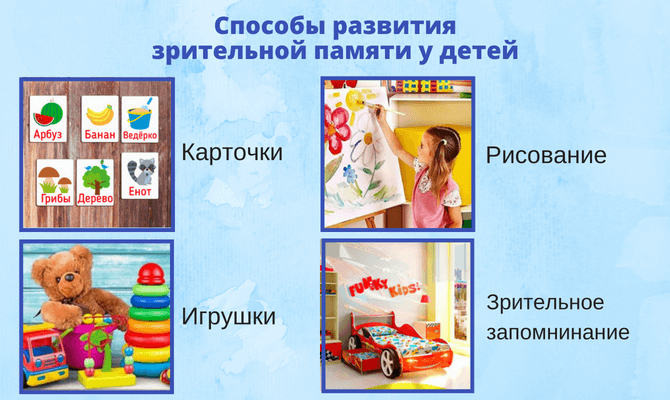 Способы развития
зрительной памяти у детей
Арбуз
Банан
Ведёрко
Грибы
Дерево
Енот
Карточки
Рисование
Игрушки
FUNKY KIDS!
Зрительное
запомнинание